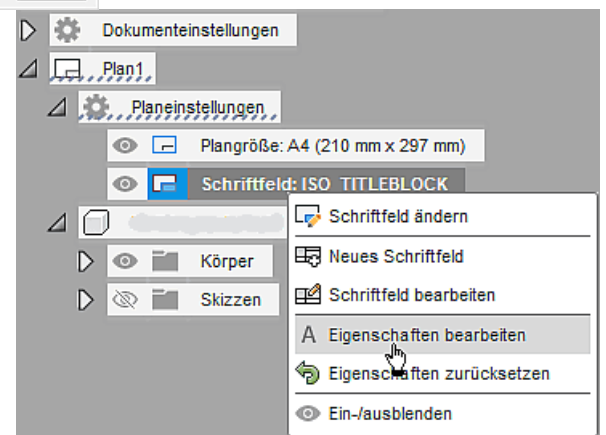 Dokumenteinstellungen
Plan1
Planeinstellungen
Plangröße: A4 (210 mm x 297 mm)
Schriftfeld: ISO_TITLEBLOCK
Schriftfeld ändern
Neues Schriftfeld
Körper
Schriftfeld bearbeiten
Skizzen
A Eigenschaften bearbeiten
Eigenschaften zurücksetzen
Ein-/ausblenden